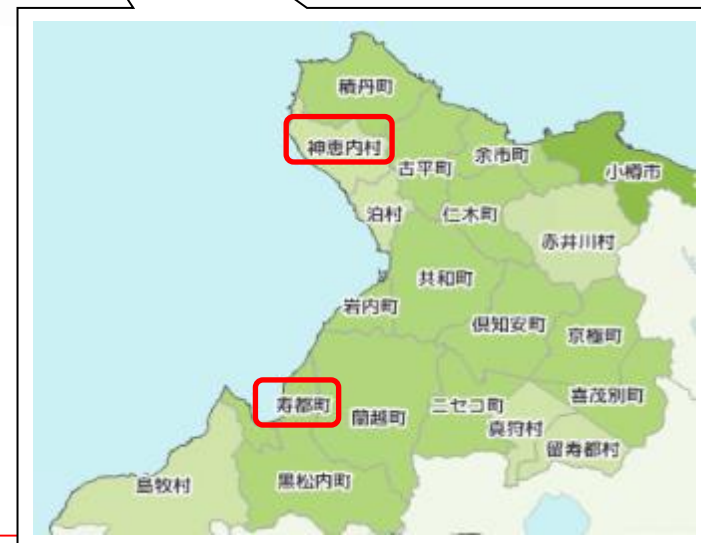 積丹町
神恵内村
古平町
余市町
小樽市
泊村
仁木町
赤井川村
共和町
岩内町
倶知安町
京極町
寿都町
蘭越町
ニセコ町
喜茂別町
真狩村
留寿都村
島牧村
黒松内町